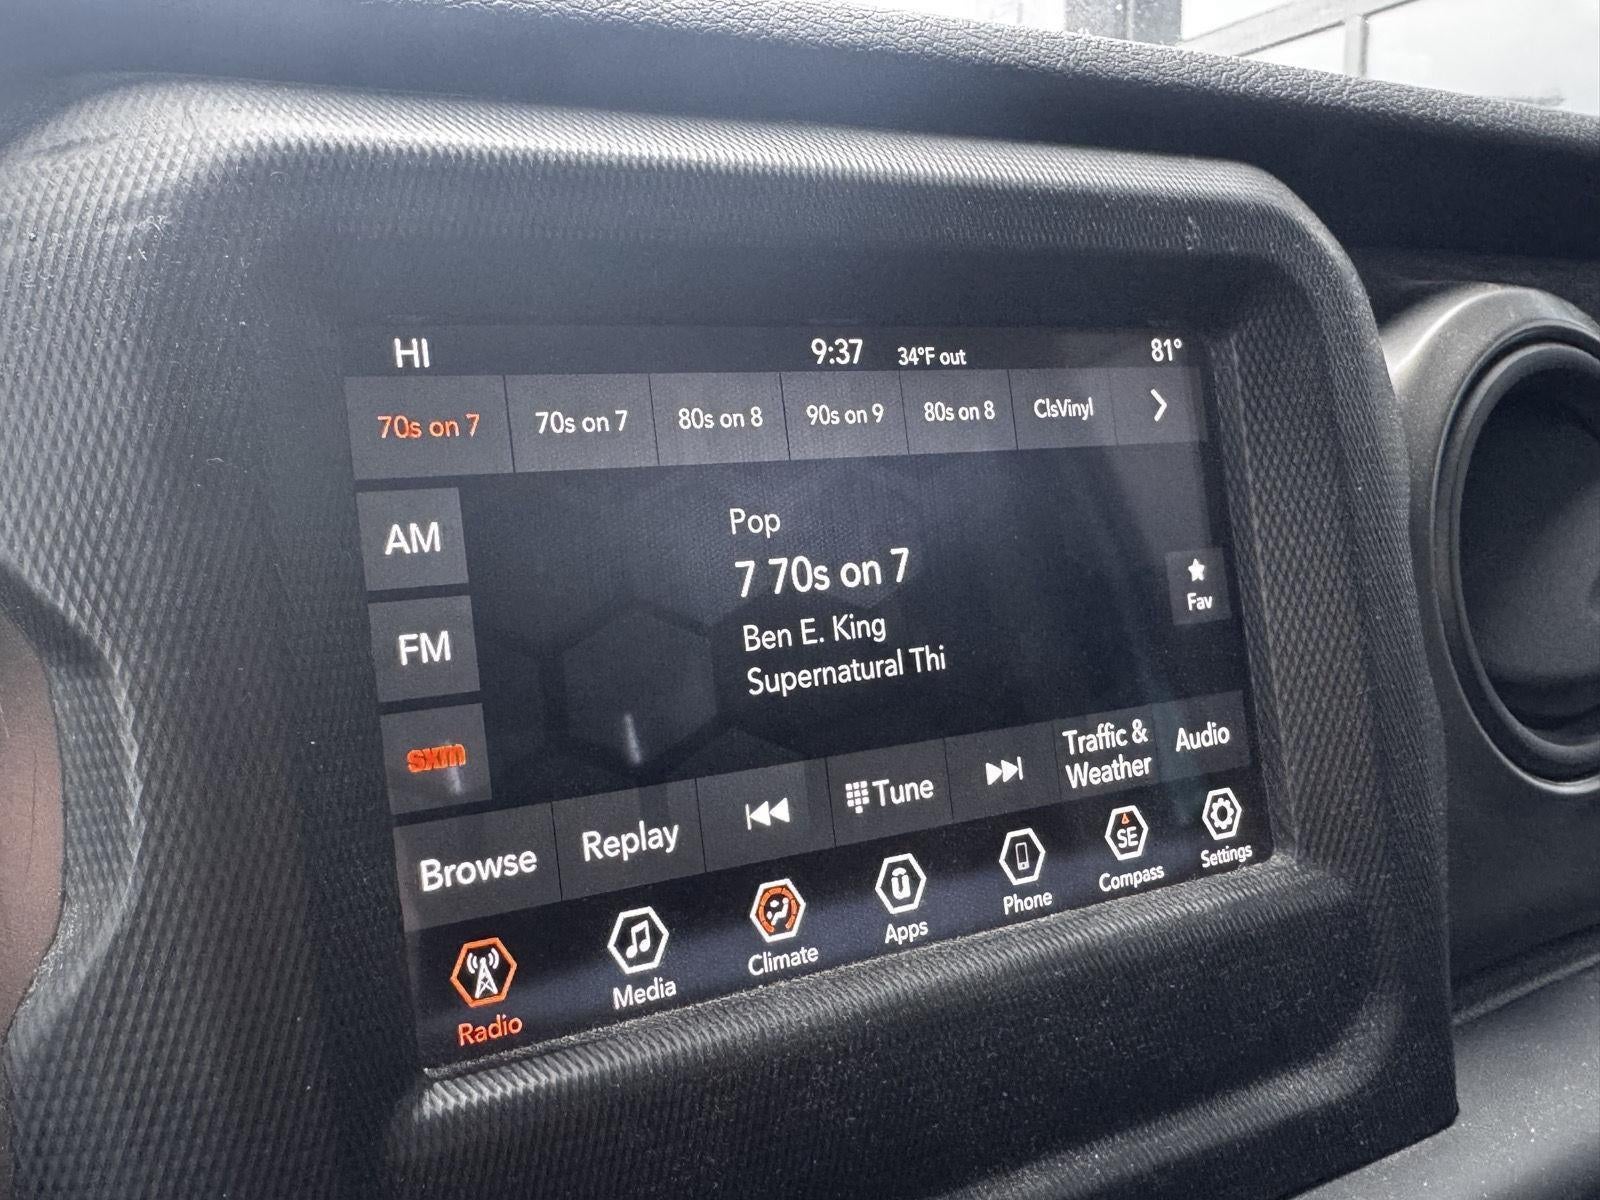 HI 9:37 34°F out 81°
70s on 7 70s on 7 80s on 8 90s on 9 80s on 8 ClsVinyl
AM
FM
sxm
Pop
7 70s on 7
Ben E. King
Supernatural Thi
Fav
Browse Replay Tune Traffic & Weather Audio
Radio Media Climate Apps Phone SE Compass Settings